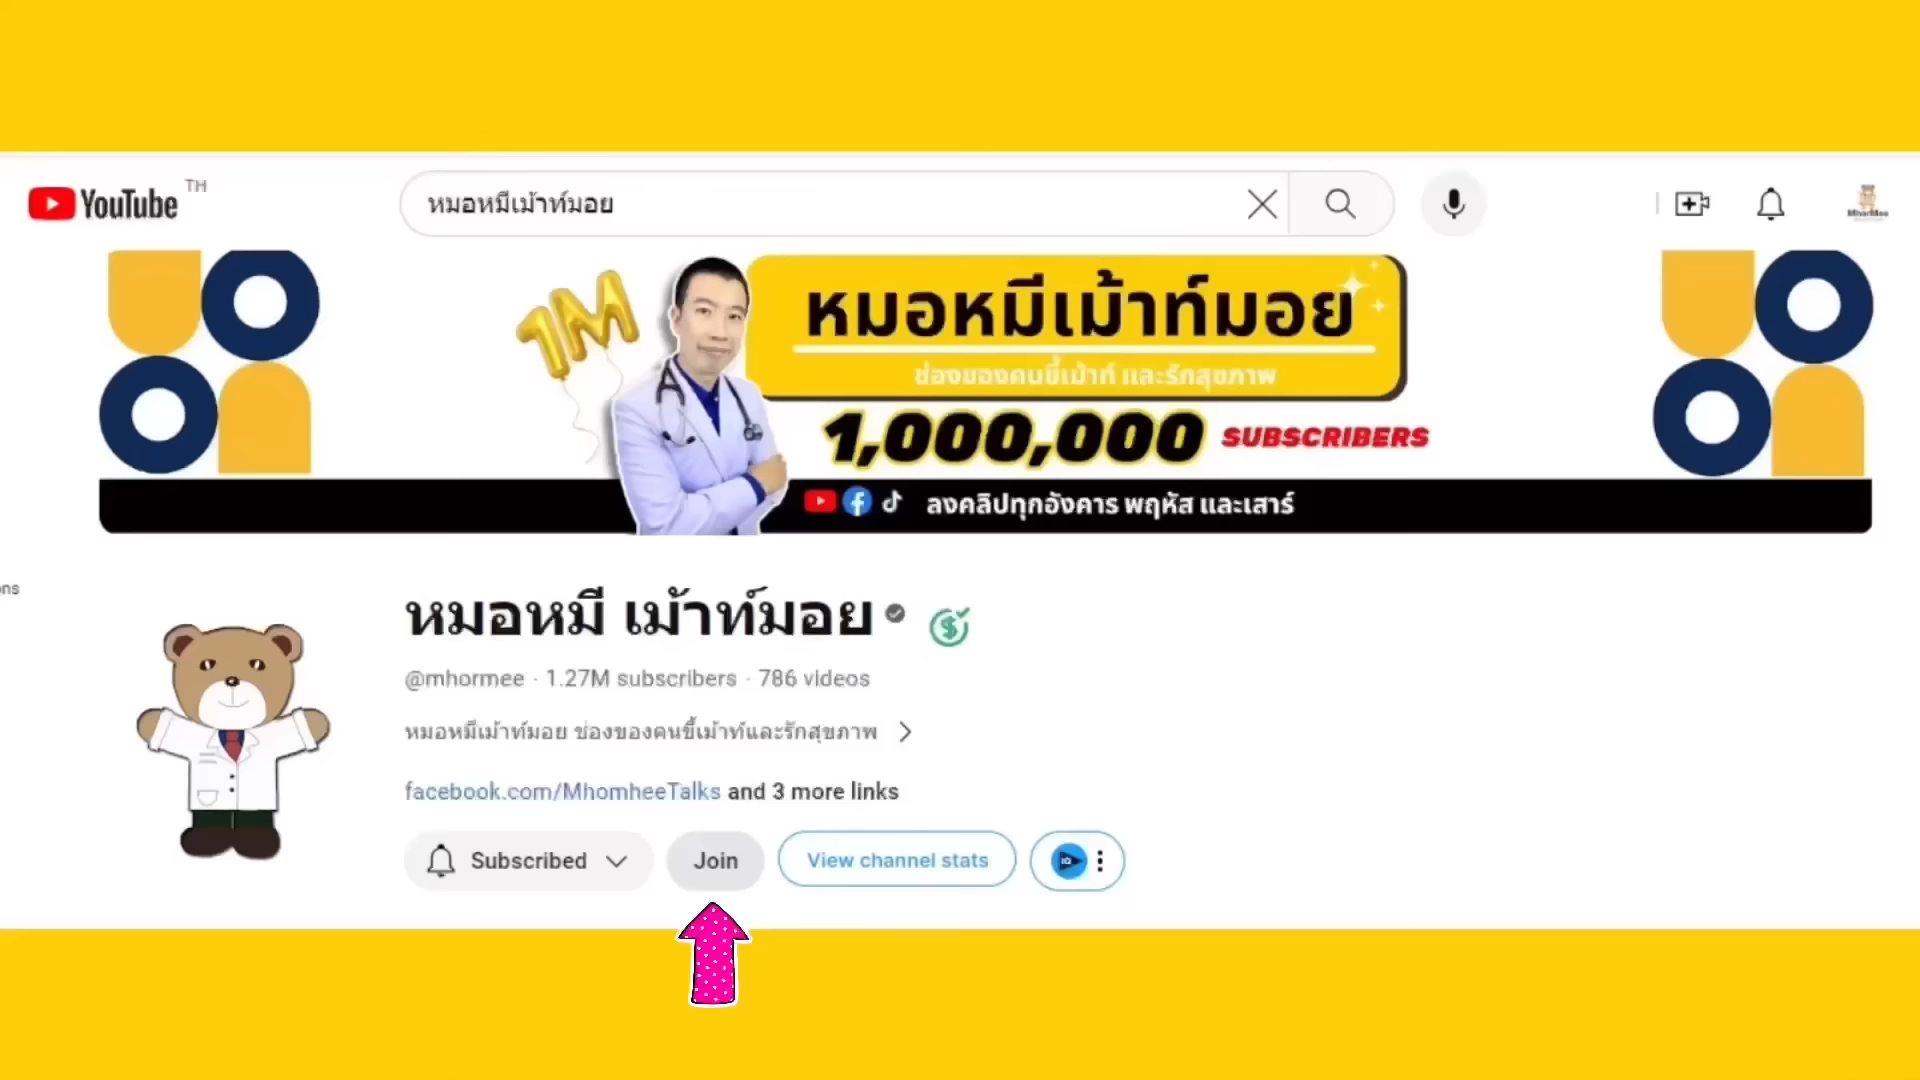 YouTube TH
หมอหมีเม้าท์มอย
1M
หมอหมีเม้าท์มอย
ช่องของคนขี้เม้าท์ และรักสุขภาพ
1,000,000 SUBSCRIBERS
ลงคลิปทุกอังคาร พฤหัส และเสาร์
ons
หมอหมี เม้าท์มอย
@mhormee · 1.27M subscribers · 786 videos
หมอหมีเม้าท์มอย ช่องของคนขี้เม้าท์และรักสุขภาพ
facebook.com/MhomheeTalks and 3 more links
Subscribed Join View channel stats IQ